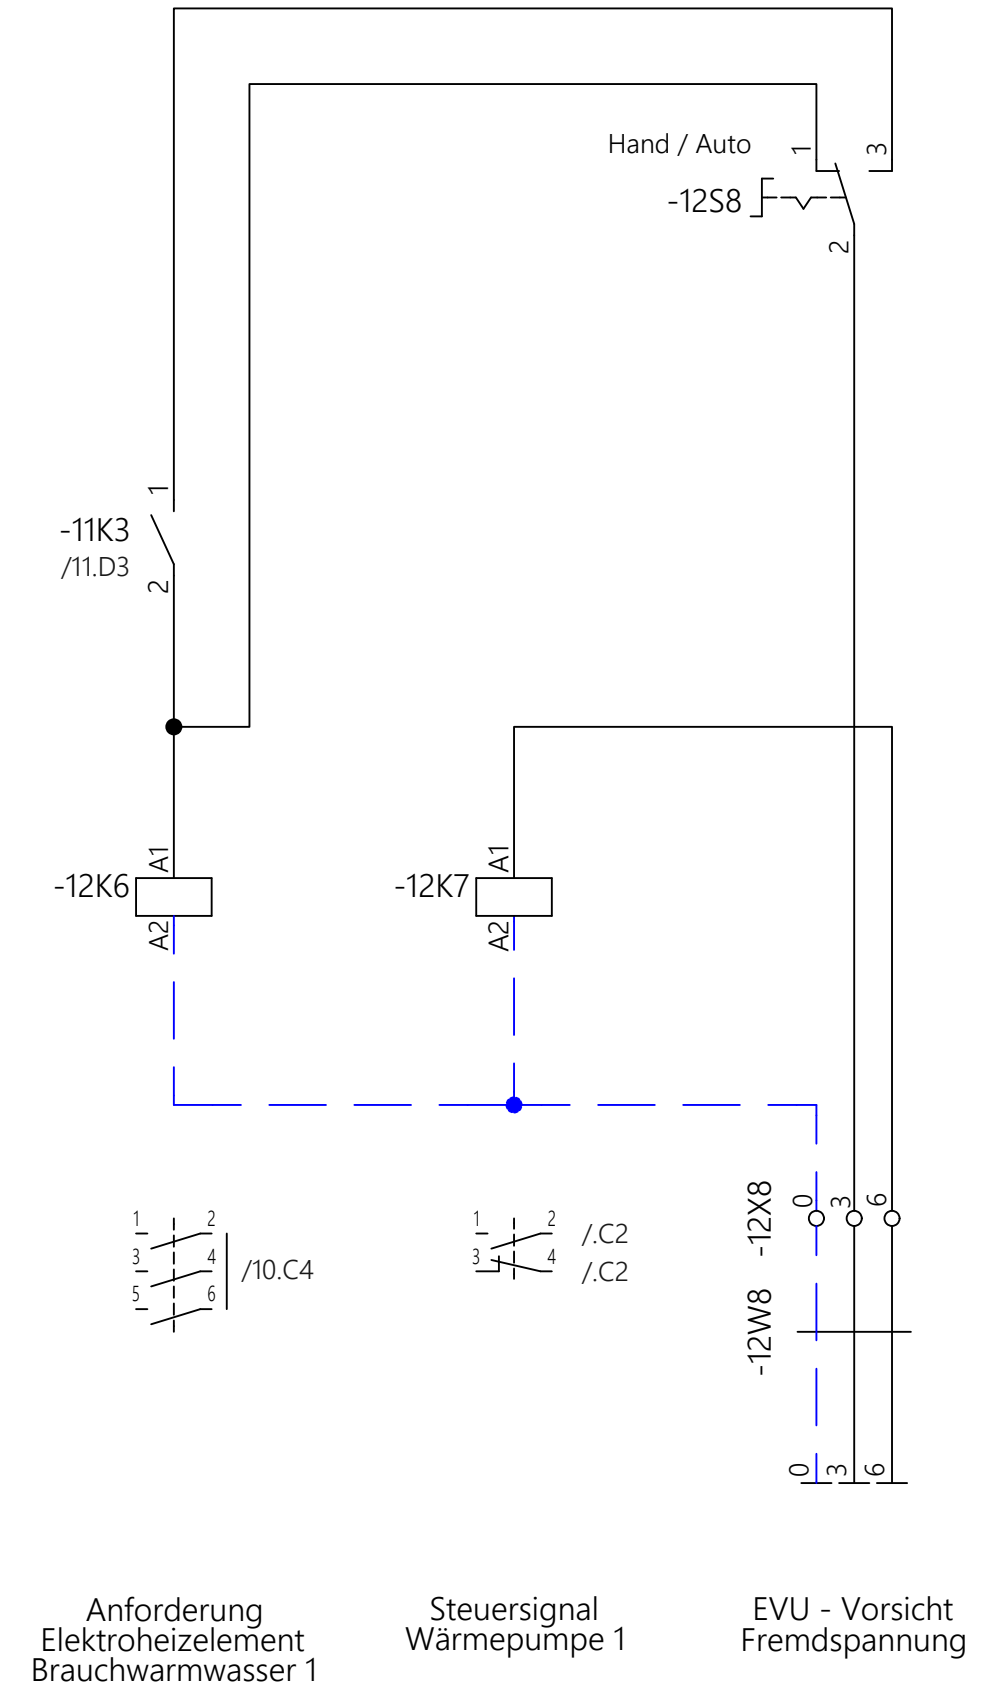 1
3
Hand / Auto
-12S8
2
1
-11K3
/11.D3
2
A1
A1
-12K6
-12K7
A2
A2
-12X8
0
3
6
1
2
3
4
5
6
/10.C4
1
2
/.C2
3
4
/.C2
-12W8
0
3
6
Anforderung
Elektroheizelement
Brauchwarmwasser 1
Steuersignal
Wärmepumpe 1
EVU - Vorsicht
Fremdspannung